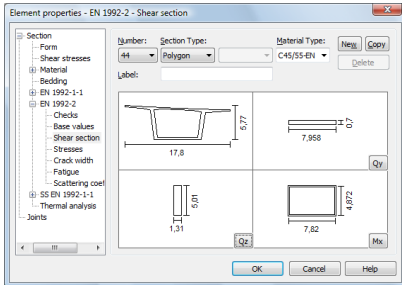 Element properties - EN 1992-2 - Shear section
Section
Form
Shear stresses
Material
Bedding
EN 1992-1-1
EN 1992-2
Checks
Base values
Shear section
Stresses
Crack width
Fatigue
Scattering coef
SS EN 1992-1-1
Thermal analysis
Joints
Number: Section Type: Material Type:
44 Polygon C45/55-EN New Copy
Delete
Label:
5,77
17,8
0,7
7,958
Qy
5,01
1,31
Qz
4,872
7,82
Mx
OK Cancel Help